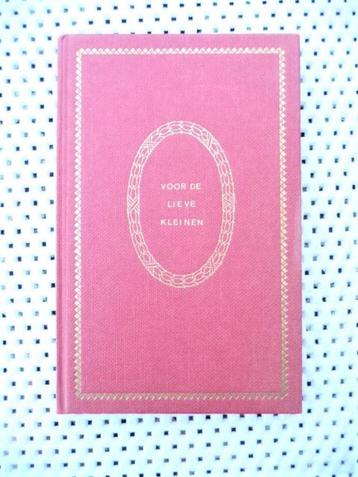 VOOR DE
LIEVE
KLEINEN